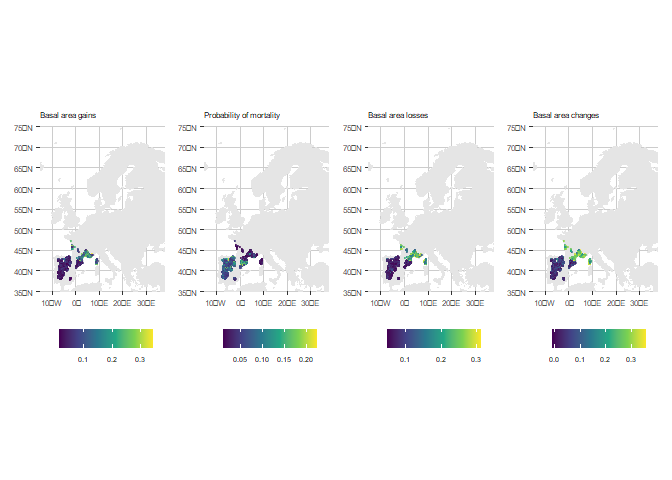 Basal area gains
Probability of mortality
Basal area losses
Basal area changes
75□N 70□N 65□N 60□N 55□N 50□N 45□N 40□N 35□N
10□W 0□ 10□E 20□E 30□E
75□N 70□N 65□N 60□N 55□N 50□N 45□N 40□N 35□N
10□W 0□ 10□E 20□E 30□E
75□N 70□N 65□N 60□N 55□N 50□N 45□N 40□N 35□N
10□W 0□ 10□E 20□E 30□E
75□N 70□N 65□N 60□N 55□N 50□N 45□N 40□N 35□N
10□W 0□ 10□E 20□E 30□E
0.1 0.2 0.3
0.05 0.10 0.15 0.20
0.1 0.2 0.3
0.0 0.1 0.2 0.3